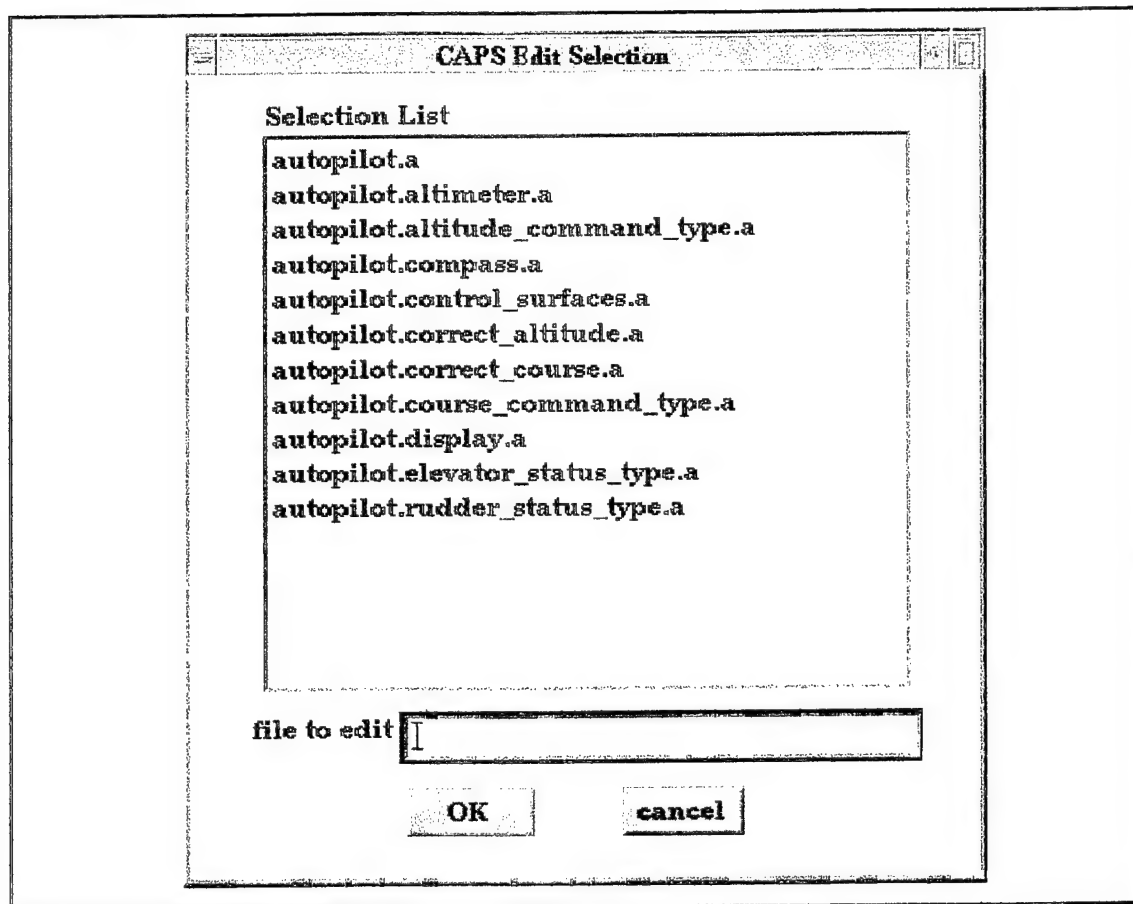 CAPS Edit Selection
Selection List
autopilot.a
autopilot.altimeter.a
autopilot.altitude_command_type.a
autopilot.compass.a
autopilot.control_surfaces.a
autopilot.correct_altitude.a
autopilot.correct_course.a
autopilot.course_command_type.a
autopilot.display.a
autopilot.elevator_status_type.a
autopilot.rudder_status_type.a
file to edit
OK cancel